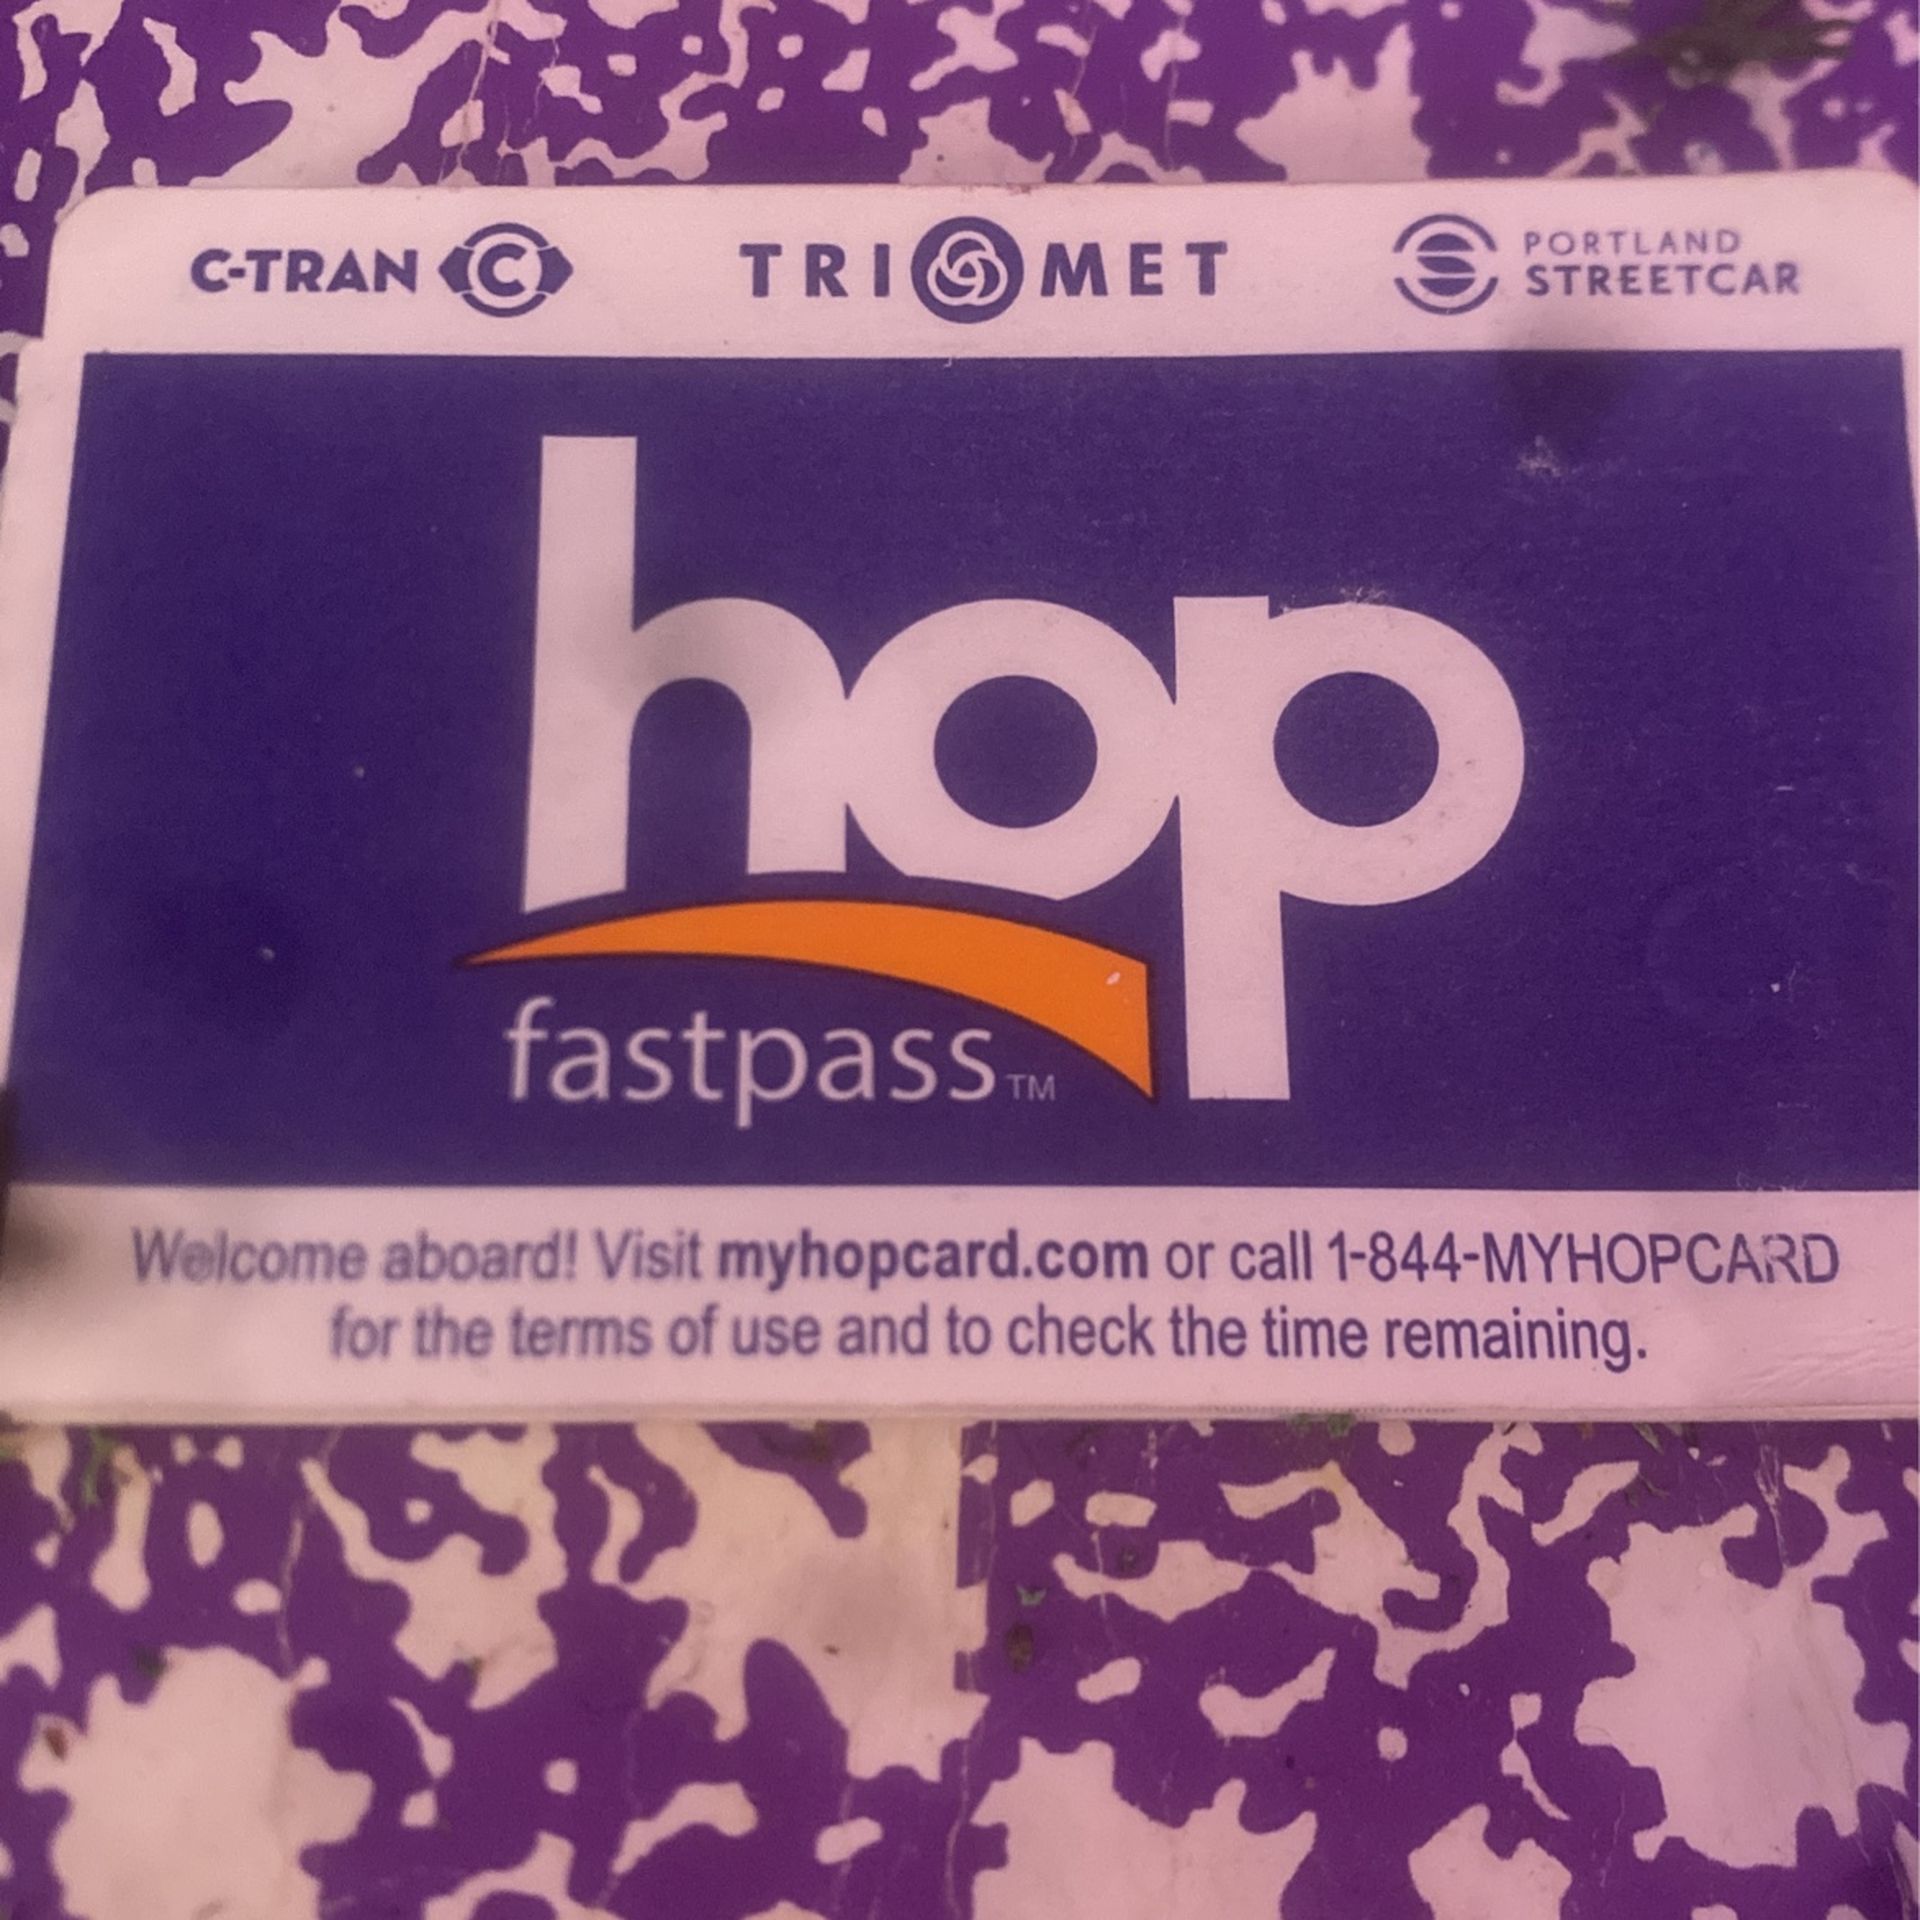 C-TRAN C TRI MET PORTLAND STREETCAR
hop
fastpass™
Welcome aboard! Visit myhopcard.com or call 1-844-MYHOPCARD
for the terms of use and to check the time remaining.